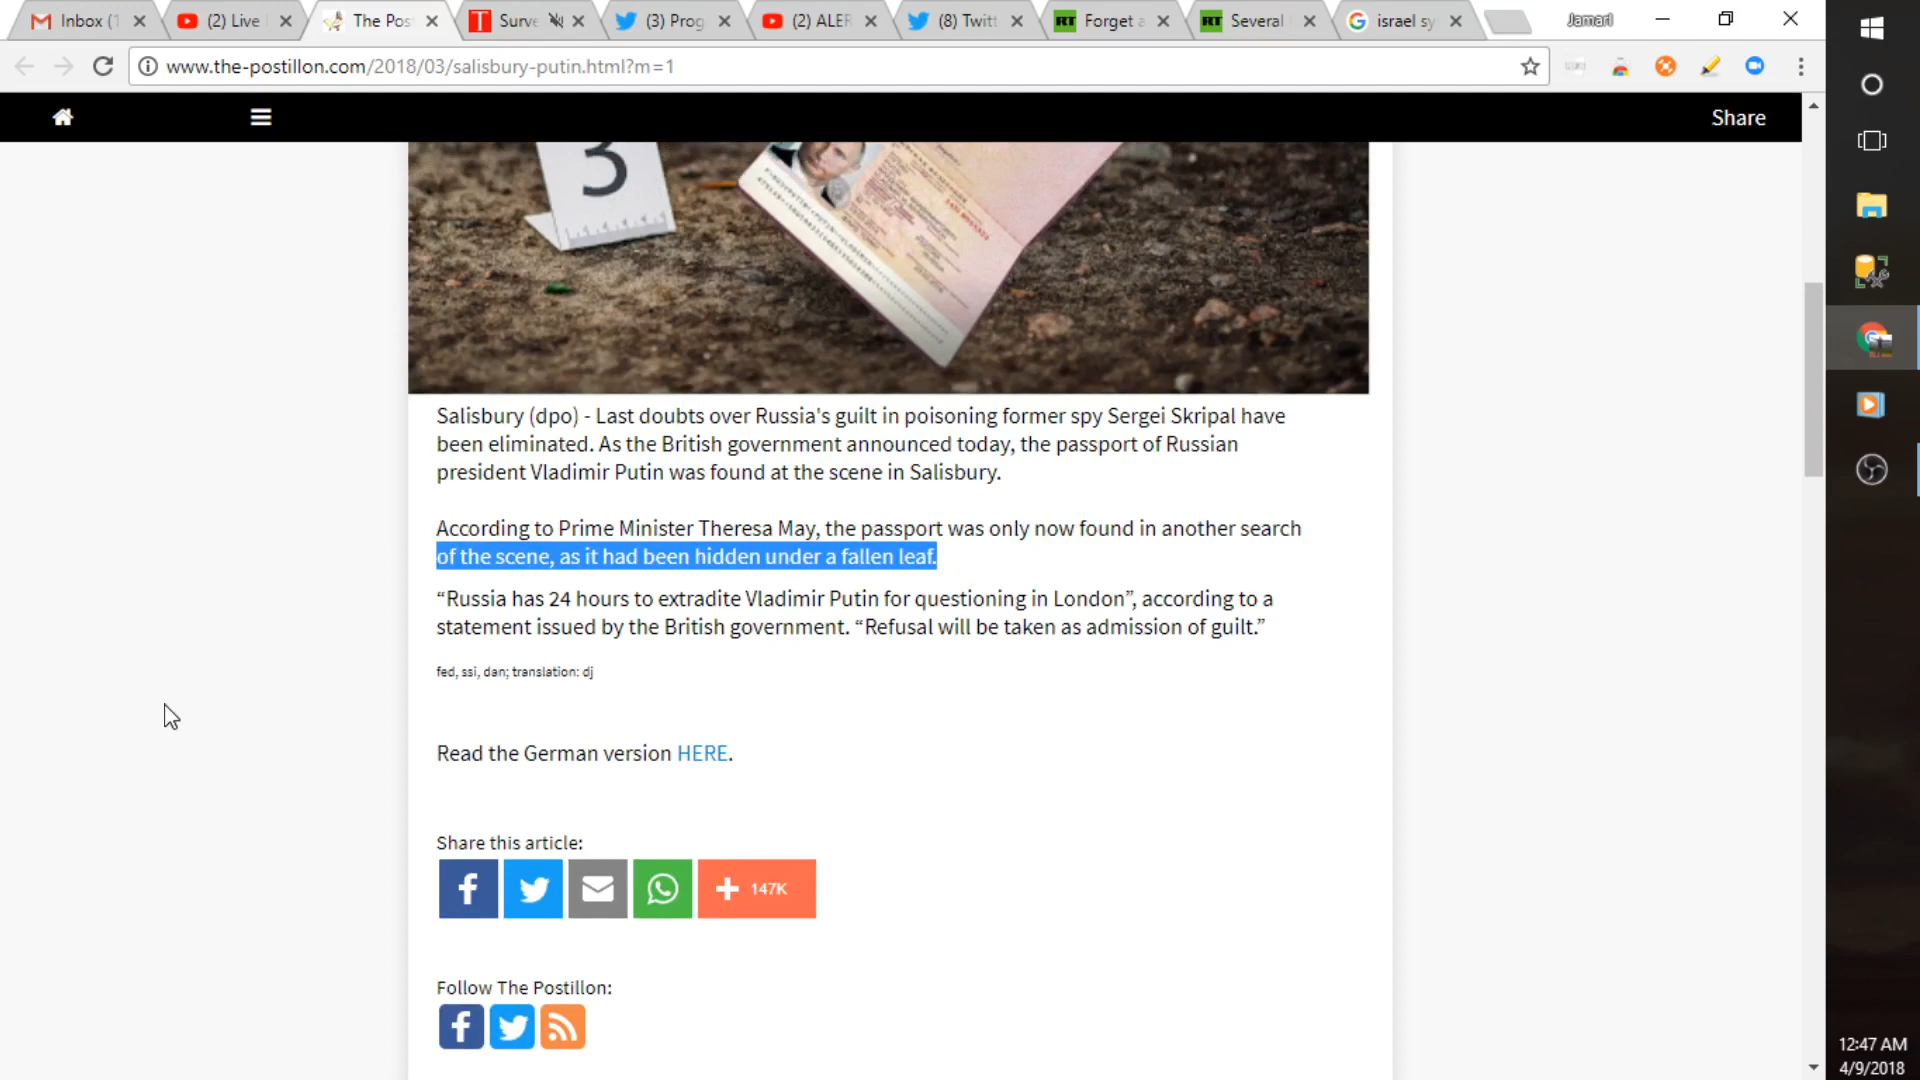 Inbox (1
(2) Live
The Pos
Surve
(3) Prog
(2) ALER
(8) Twitt
RT Forget a
RT Several
israel sy
Jamarl
www.the-postillon.com/2018/03/salisbury-putin.html?m=1
Share
3
Salisbury (dpo) - Last doubts over Russia's guilt in poisoning former spy Sergei Skripal have
been eliminated. As the British government announced today, the passport of Russian
president Vladimir Putin was found at the scene in Salisbury.
According to Prime Minister Theresa May, the passport was only now found in another search
of the scene, as it had been hidden under a fallen leaf.
“Russia has 24 hours to extradite Vladimir Putin for questioning in London”, according to a
statement issued by the British government. “Refusal will be taken as admission of guilt.”
fed, ssi, dan; translation: dj
Read the German version HERE.
Share this article:
147K
Follow The Postillon:
12:47 AM
4/9/2018